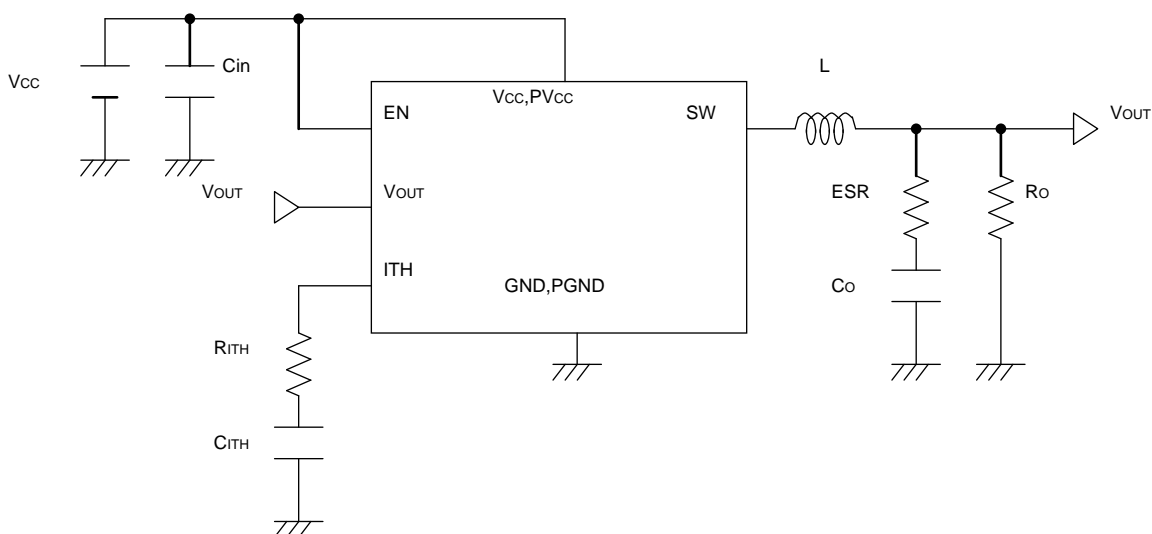 L
Cin
VCC
VCC,PVCC
EN
SW
VOUT
VOUT
VOUT
ESR
RO
ITH
GND,PGND
CO
RITH
CITH